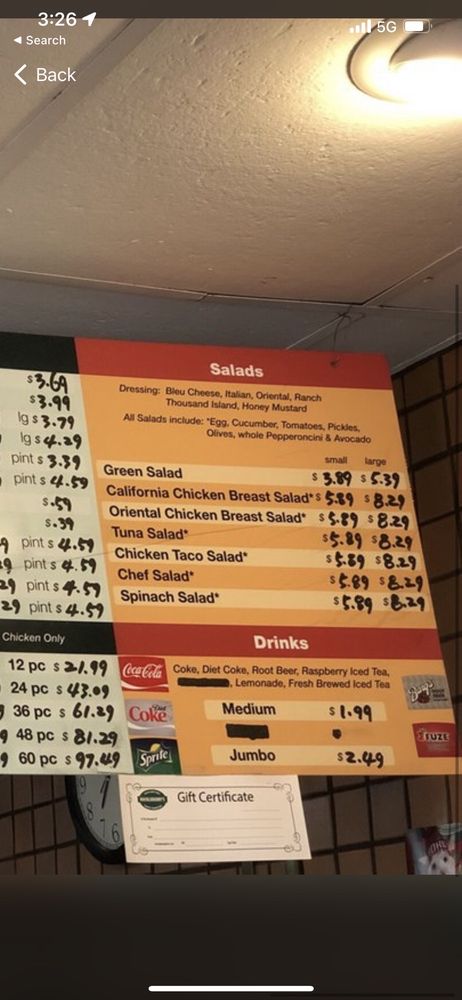 3:26
5G
Search
Back
$3.69
$3.99
lg $3.79
lg $4.29
pint $3.39
pint $4.59
$.59
$.39
pint $4.59
pint $4.59
pint $4.59
29 pint $4.59
Chicken Only
12 pc $21.99
24 pc $43.09
36 pc $61.29
48 pc $81.29
60 pc $97.49
Salads
Dressing: Bleu Cheese, Italian, Oriental, Ranch
Thousand Island, Honey Mustard
All Salads include: *Egg, Cucumber, Tomatoes, Pickles,
Olives, whole Pepperoncini & Avocado
small large
Green Salad $3.89 $5.39
California Chicken Breast Salad* $5.89 $8.29
Oriental Chicken Breast Salad* $5.89 $8.29
Tuna Salad* $5.89 $8.29
Chicken Taco Salad* $5.89 $8.29
Chef Salad* $5.89 $8.29
Spinach Salad* $5.89 $8.29
Drinks
Coca-Cola
Diet Coke
Sprite
Coke, Diet Coke, Root Beer, Raspberry Iced Tea,
, Lemonade, Fresh Brewed Iced Tea
Medium $1.99
Jumbo $2.49
Barq's
FUZE
Gift Certificate
7
8
6